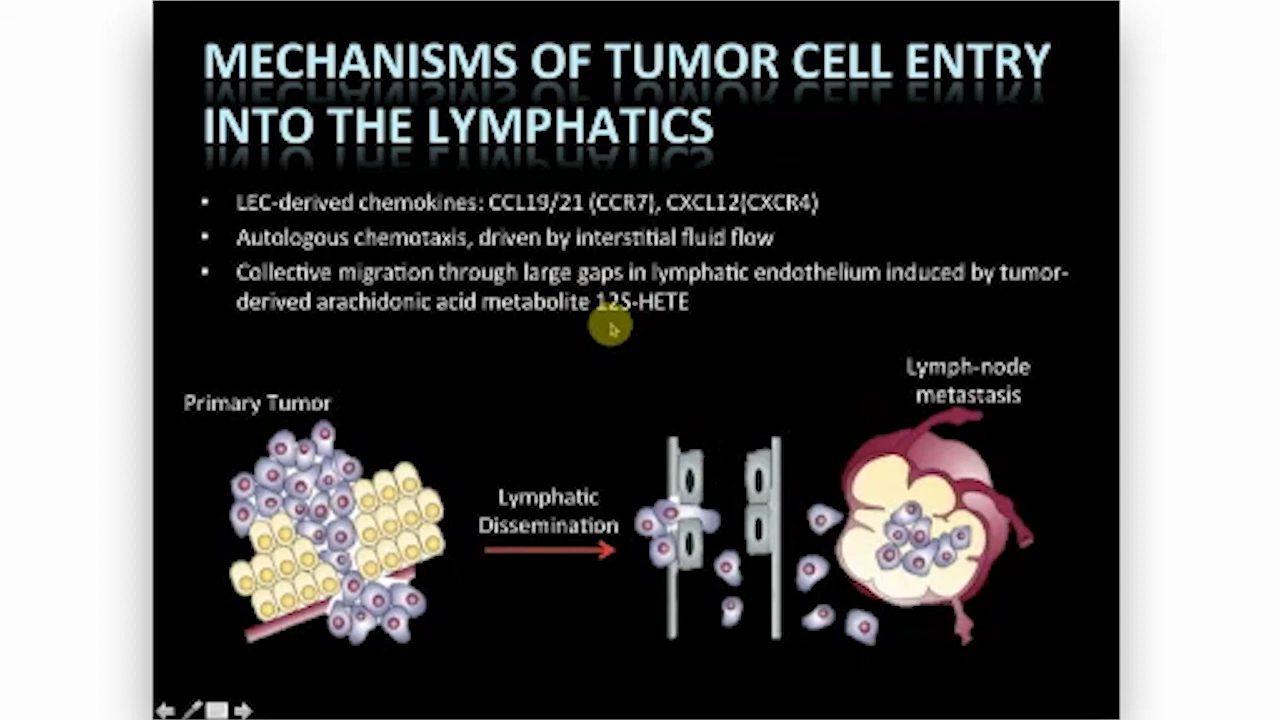 MECHANISMS OF TUMOR CELL ENTRY
INTO THE LYMPHATICS
• LEC-derived chemokines: CCL19/21 (CCR7), CXCL12(CXCR4)
• Autologous chemotaxis, driven by interstitial fluid flow
• Collective migration through large gaps in lymphatic endothelium induced by tumor-
derived arachidonic acid metabolite 12S-HETE
Lymph-node
metastasis
Primary Tumor
Lymphatic
Dissemination